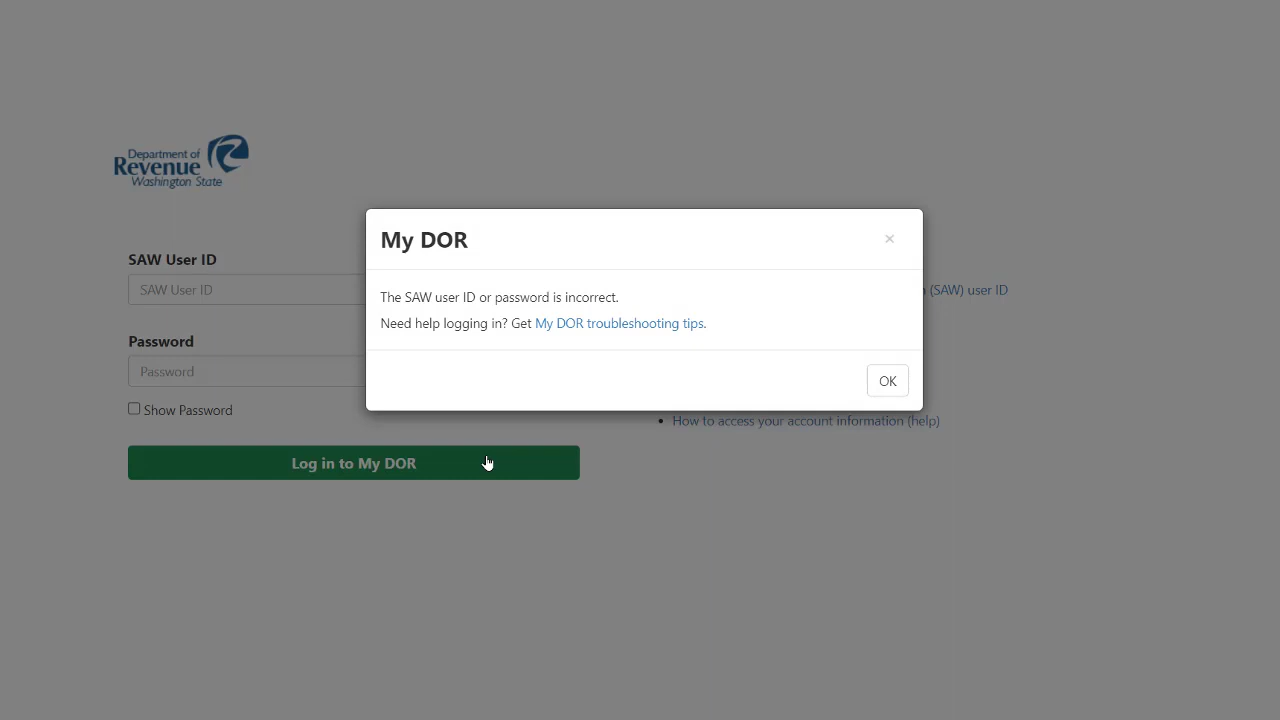 Department of
Revenue
Washington State
My DOR
×
SAW User ID
SAW User ID
(SAW) user ID
The SAW user ID or password is incorrect.
Need help logging in? Get My DOR troubleshooting tips.
Password
Password
OK
Show Password
How to access your account information (help)
Log in to My DOR